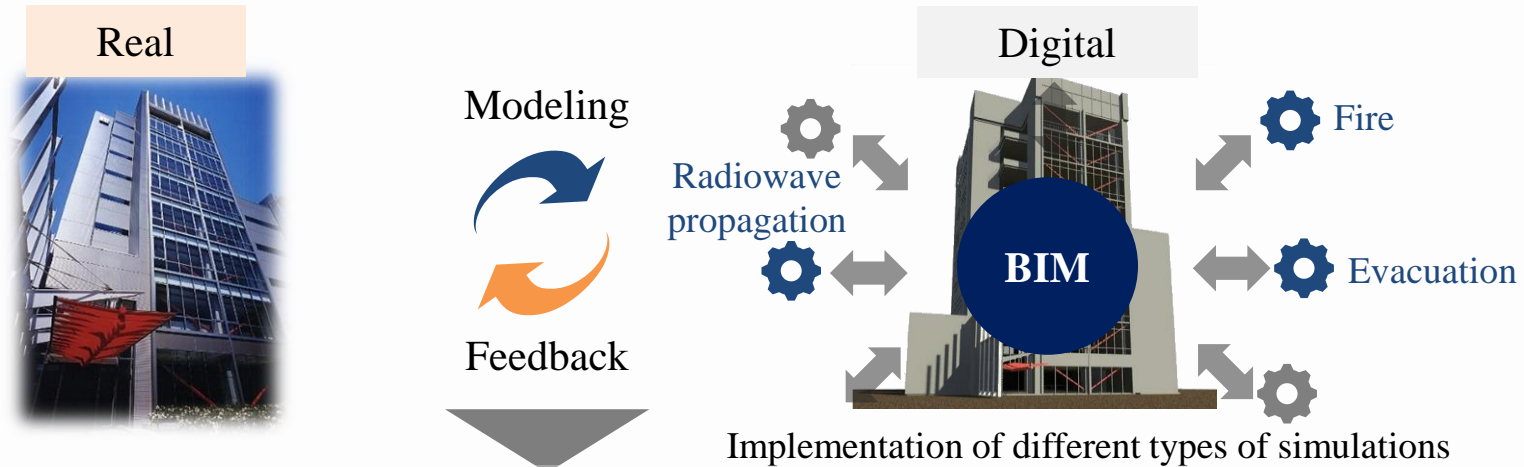 Real
Digital
Modeling
Feedback
Radiowave
propagation
BIM
Fire
Evacuation
Implementation of different types of simulations